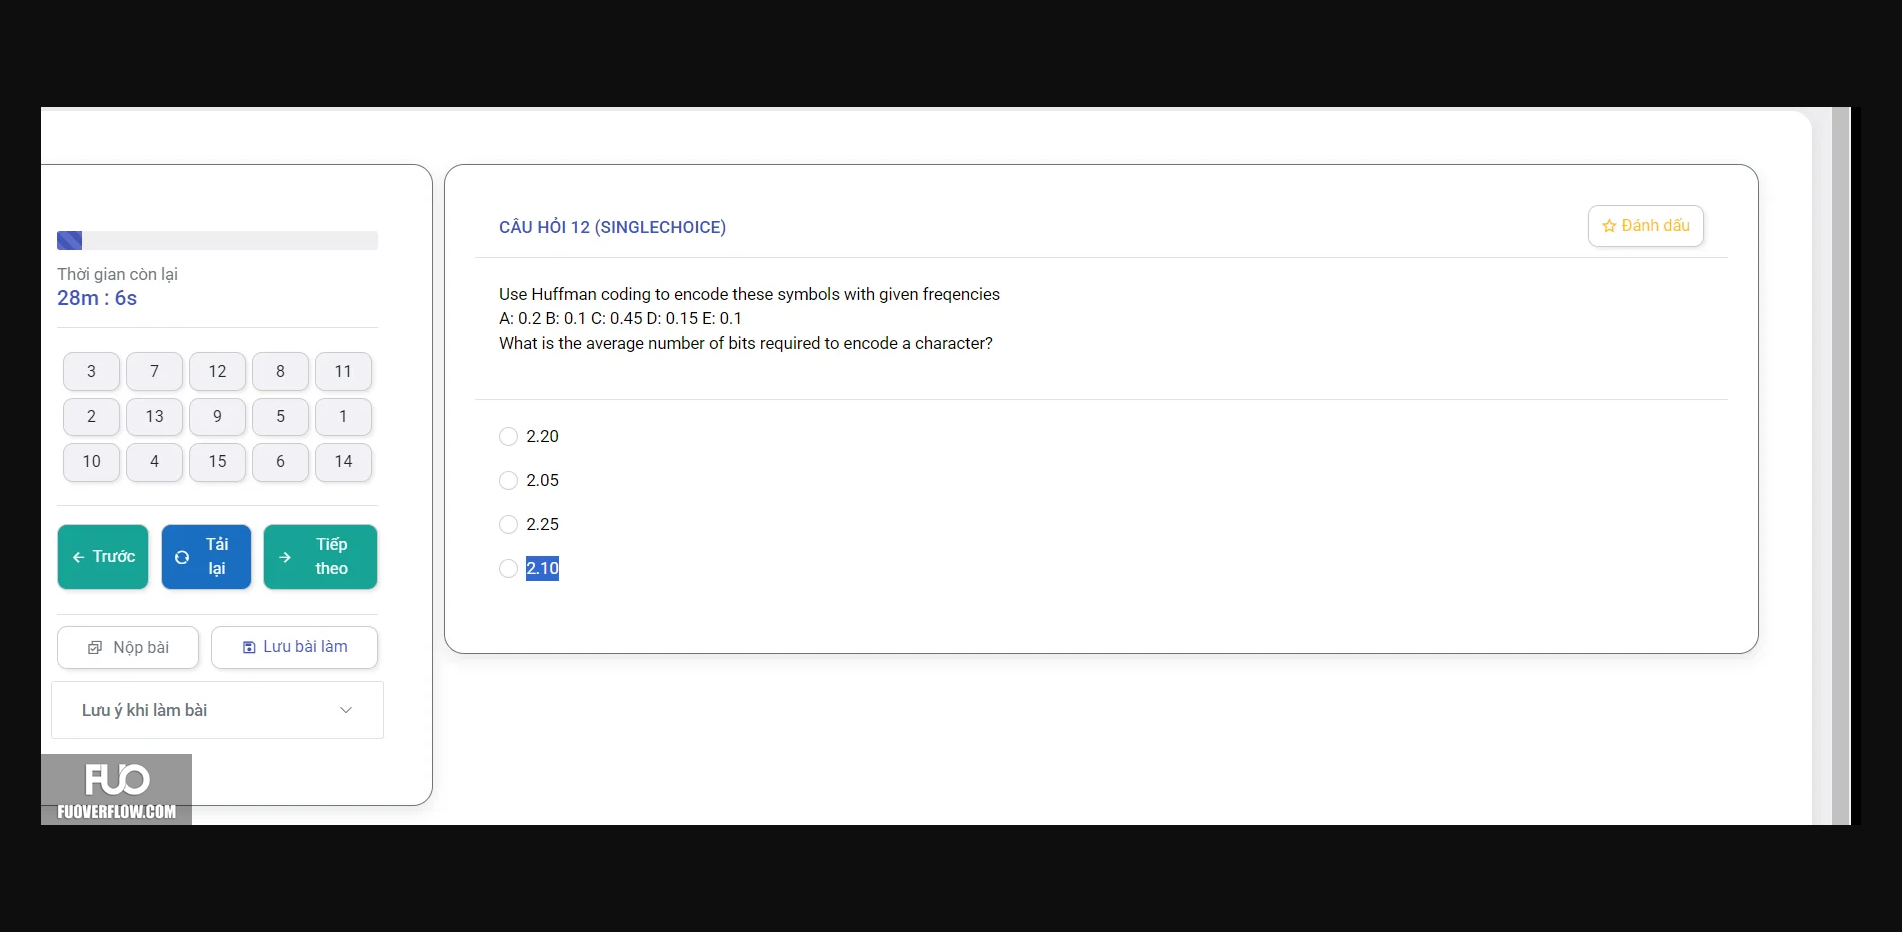 Thời gian còn lại
28m : 6s
3 7 12 8 11
2 13 9 5 1
10 4 15 6 14
Trước
Tải lại
Tiếp theo
Nộp bài
Lưu bài làm
Lưu ý khi làm bài
FUO
FUOVERFLOW.COM
CÂU HỎI 12 (SINGLECHOICE)
Đánh dấu
Use Huffman coding to encode these symbols with given freqencies
A: 0.2 B: 0.1 C: 0.45 D: 0.15 E: 0.1
What is the average number of bits required to encode a character?
2.20
2.05
2.25
2.10